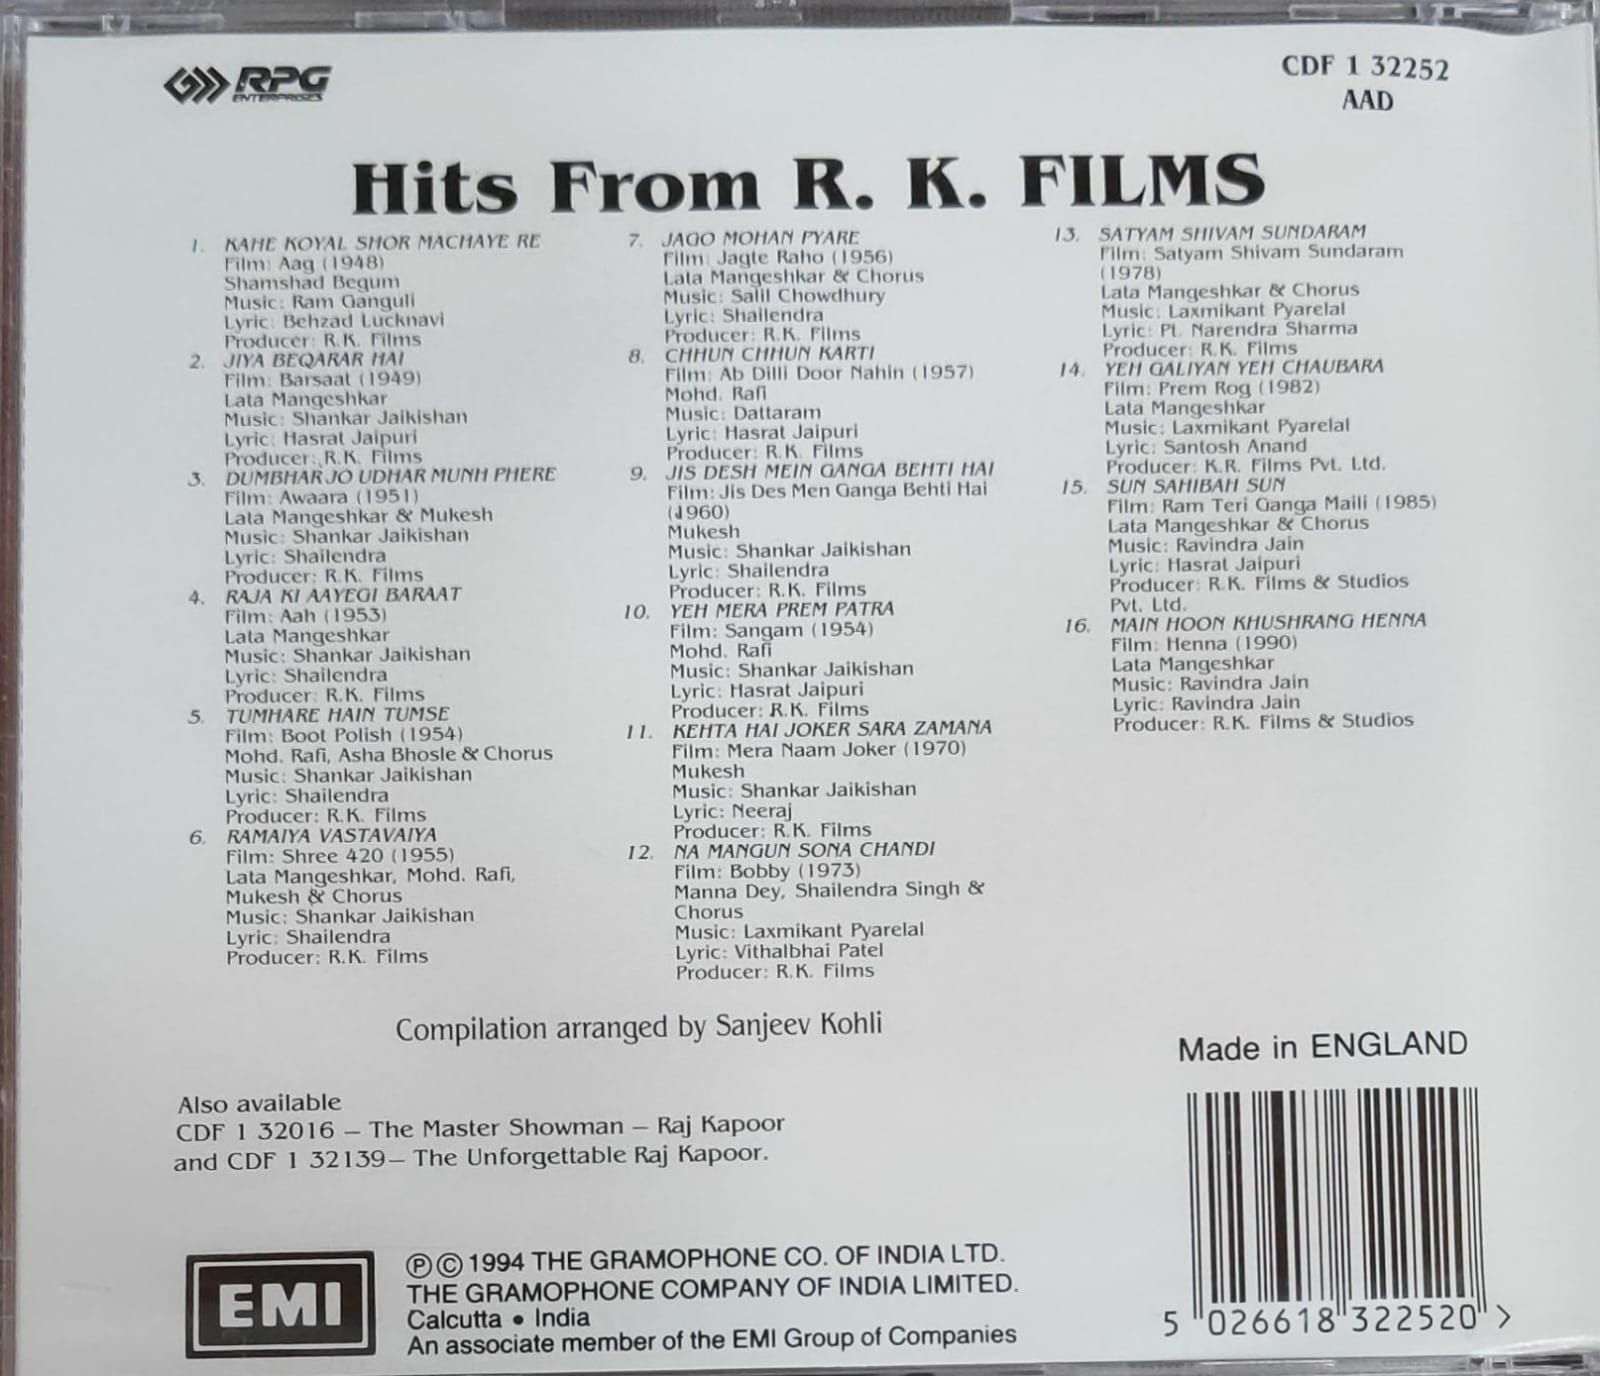 RPG
ENTERPRISES
CDF 1 32252
AAD
Hits From R. K. FILMS
1. KAHE KOYAL SHOR MACHAYE RE
Film: Aag (1948)
Shamshad Begum
Music: Ram Ganguli
Lyric: Behzad Lucknavi
Producer: R.K. Films
2. JIYA BEQARAR HAI
Film: Barsaat (1949)
Lata Mangeshkar
Music: Shankar Jaikishan
Lyric: Hasrat Jaipuri
Producer: R.K. Films
3. DUMBHAR JO UDHAR MUNH PHERE
Film: Awaara (1951)
Lata Mangeshkar & Mukesh
Music: Shankar Jaikishan
Lyric: Shailendra
Producer: R.K. Films
4. RAJA KI AAYEGI BARAAT
Film: Aah (1953)
Lata Mangeshkar
Music: Shankar Jaikishan
Lyric: Shailendra
Producer: R.K. Films
5. TUMHARE HAIN TUMSE
Film: Boot Polish (1954)
Mohd. Rafi, Asha Bhosle & Chorus
Music: Shankar Jaikishan
Lyric: Shailendra
Producer: R.K. Films
6. RAMAIYA VASTAVAIYA
Film: Shree 420 (1955)
Lata Mangeshkar, Mohd. Rafi,
Mukesh & Chorus
Music: Shankar Jaikishan
Lyric: Shailendra
Producer: R.K. Films
7. JAGO MOHAN PYARE
Film: Jagte Raho (1956)
Lata Mangeshkar & Chorus
Music: Salil Chowdhury
Lyric: Shailendra
Producer: R.K. Films
8. CHHUN CHHUN KARTI
Film: Ab Dilli Door Nahin (1957)
Mohd. Rafi
Music: Dattaram
Lyric: Hasrat Jaipuri
Producer: R.K. Films
9. JIS DESH MEIN GANGA BEHTI HAI
Film: Jis Des Men Ganga Behti Hai
(1960)
Mukesh
Music: Shankar Jaikishan
Lyric: Shailendra
Producer: R.K. Films
10. YEH MERA PREM PATRA
Film: Sangam (1954)
Mohd. Rafi
Music: Shankar Jaikishan
Lyric: Hasrat Jaipuri
Producer: R.K. Films
11. KEHTA HAI JOKER SARA ZAMANA
Film: Mera Naam Joker (1970)
Mukesh
Music: Shankar Jaikishan
Lyric: Neeraj
Producer: R.K. Films
12. NA MANGUN SONA CHANDI
Film: Bobby (1973)
Manna Dey, Shailendra Singh &
Chorus
Music: Laxmikant Pyarelal
Lyric: Vithalbhai Patel
Producer: R.K. Films
13. SATYAM SHIVAM SUNDARAM
Film: Satyam Shivam Sundaram
(1978)
Lata Mangeshkar & Chorus
Music: Laxmikant Pyarelal
Lyric: Pt. Narendra Sharma
Producer: R.K. Films
14. YEH GALIYAN YEH CHAUBARA
Film: Prem Rog (1982)
Lata Mangeshkar
Music: Laxmikant Pyarelal
Lyric: Santosh Anand
Producer: K.R. Films Pvt. Ltd.
15. SUN SAHIBAH SUN
Film: Ram Teri Ganga Maili (1985)
Lata Mangeshkar & Chorus
Music: Ravindra Jain
Lyric: Hasrat Jaipuri
Producer: R.K. Films & Studios
Pvt. Ltd.
16. MAIN HOON KHUSHRANG HENNA
Film: Henna (1990)
Lata Mangeshkar
Music: Ravindra Jain
Lyric: Ravindra Jain
Producer: R.K. Films & Studios
Compilation arranged by Sanjeev Kohli
Made in ENGLAND
Also available
CDF 1 32016 – The Master Showman – Raj Kapoor
and CDF 1 32139– The Unforgettable Raj Kapoor.
EMI
Ⓟ© 1994 THE GRAMOPHONE CO. OF INDIA LTD.
THE GRAMOPHONE COMPANY OF INDIA LIMITED.
Calcutta • India
An associate member of the EMI Group of Companies
5 026618 322520 >